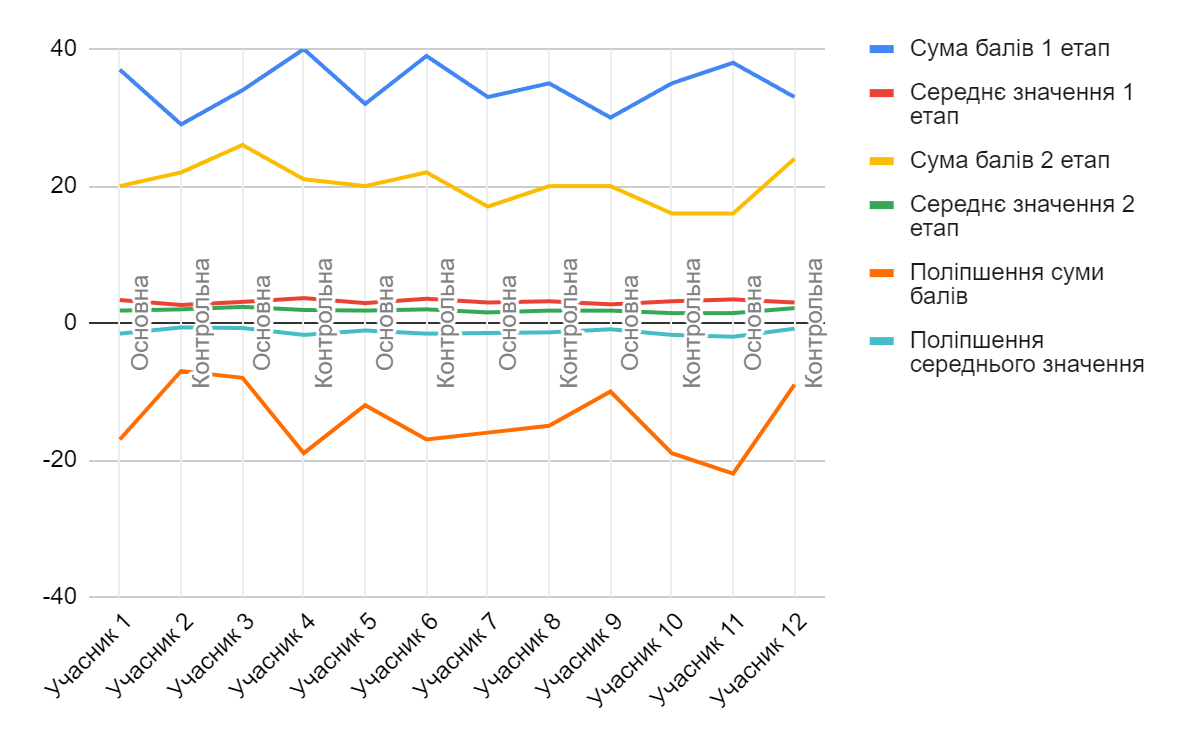 40
20
0
-20
-40
Основна
Контрольна
Основна
Контрольна
Основна
Контрольна
Основна
Контрольна
Основна
Контрольна
Основна
Контрольна
Учасник 1
Учасник 2
Учасник 3
Учасник 4
Учасник 5
Учасник 6
Учасник 7
Учасник 8
Учасник 9
Учасник 10
Учасник 11
Учасник 12
Сума балів 1 етап
Середнє значення 1
етап
Сума балів 2 етап
Середнє значення 2
етап
Поліпшення суми
балів
Поліпшення
середнього значення